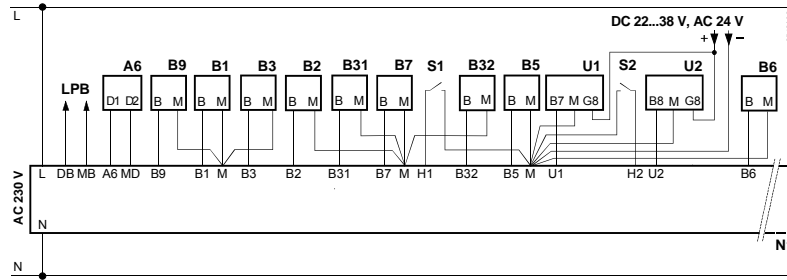 L
DC 22...38 V, AC 24 V
+ −
A6 B9 B1 B3 B2 B31 B7 S1 B32 B5 U1 S2 U2 B6
LPB
D1 D2 B M B M B M B M B M B M B M B M B7 M G8 B8 M G8 B M
L DB MB A6 MD B9 B1 M B3 B2 B31 B7 M H1 B32 B5 M U1 H2 U2 B6
AC 230 V
N
N